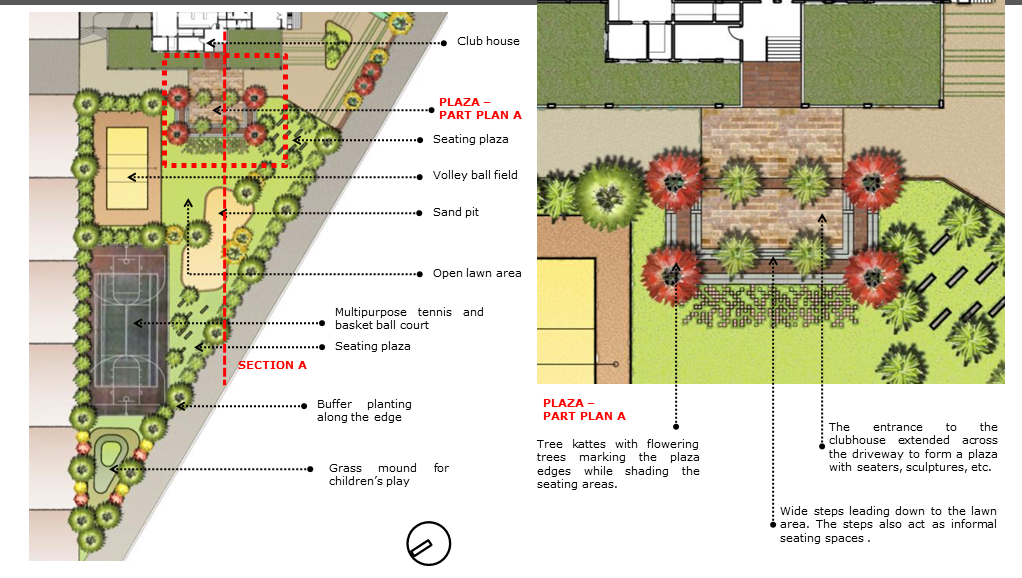 Club house
PLAZA –
PART PLAN A
Seating plaza
Volley ball field
Sand pit
Open lawn area
Multipurpose tennis and
basket ball court
Seating plaza
SECTION A
Buffer planting
along the edge
Grass mound for
children’s play
PLAZA –
PART PLAN A
Tree kattes with flowering
trees marking the plaza
edges while shading the
seating areas.
The entrance to the
clubhouse extended across
the driveway to form a plaza
with seaters, sculptures, etc.
Wide steps leading down to the lawn
area. The steps also act as informal
seating spaces .